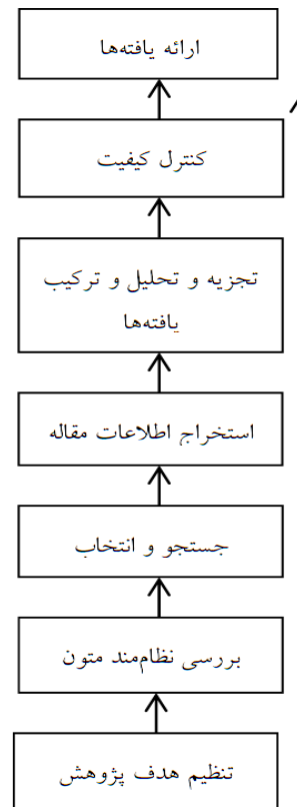 ارائه یافته‌ها
کنترل کیفیت
تجزیه و تحلیل و ترکیب
یافته‌ها
استخراج اطلاعات مقاله
جستجو و انتخاب
بررسی نظام‌مند متون
تنظیم هدف پژوهش